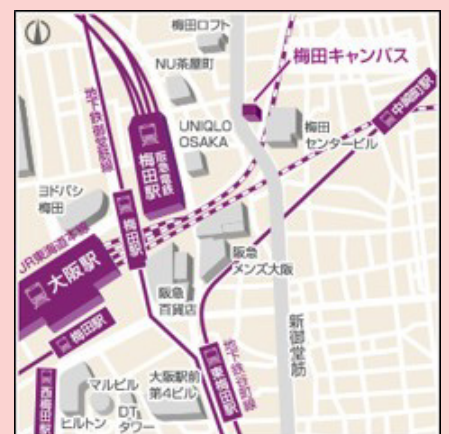 梅田ロフト
NU茶屋町
梅田キャンパス
中崎町駅
地下鉄御堂筋線
UNIQLO
OSAKA
阪急電鉄
梅田駅
梅田
センタービル
ヨドバシ
梅田
梅田駅
JR東海道本線
大阪駅
阪急
メンズ大阪
阪急
百貨店
梅田駅
新御堂筋
地下鉄谷町線
東梅田駅
西梅田駅
マルビル
大阪駅前
第4ビル
ヒルトン
DT
タワー